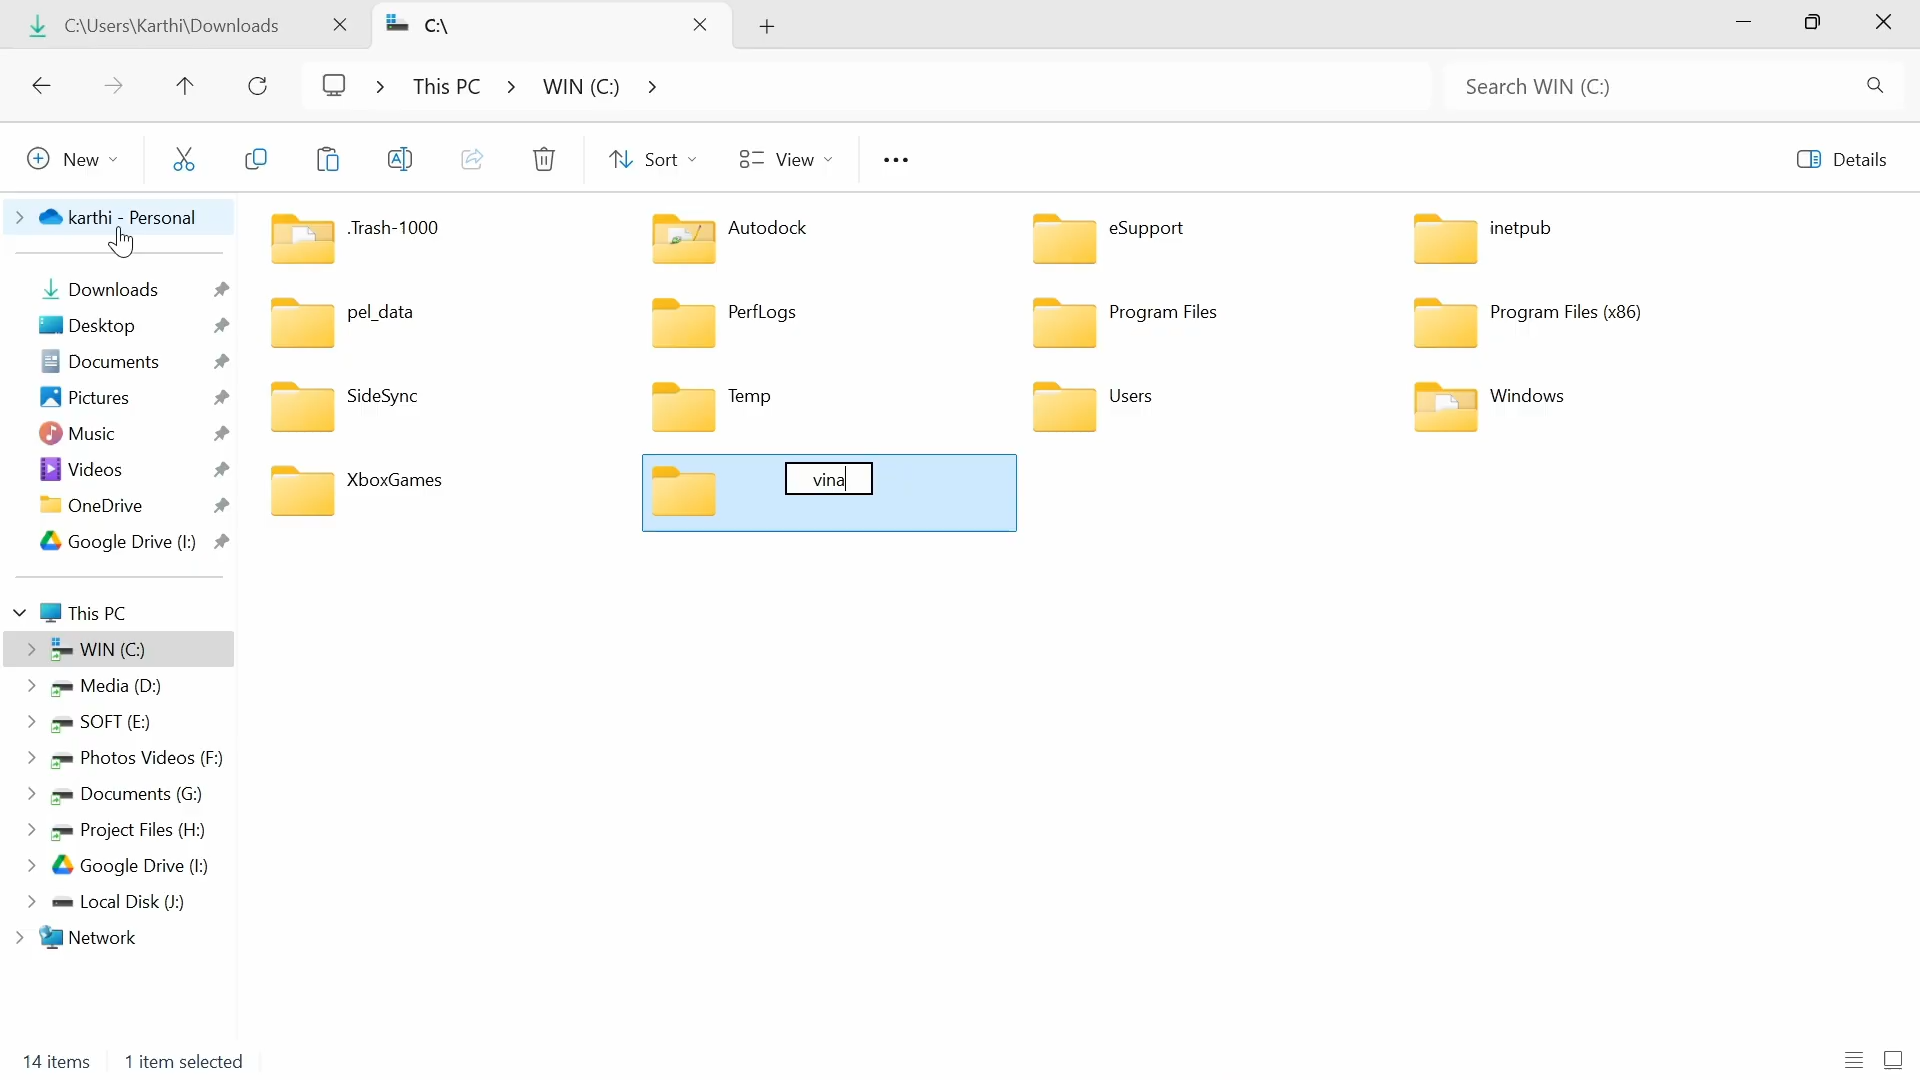 C:\Users\Karthi\Downloads
C:\
This PC > WIN (C:) >
Search WIN (C:)
New
Sort
View
Details
karthi - Personal
Downloads
Desktop
Documents
Pictures
Music
Videos
OneDrive
Google Drive (I:)
This PC
WIN (C:)
Media (D:)
SOFT (E:)
Photos Videos (F:)
Documents (G:)
Project Files (H:)
Google Drive (I:)
Local Disk (J:)
Network
.Trash-1000
Autodock
eSupport
inetpub
pel_data
PerfLogs
Program Files
Program Files (x86)
SideSync
Temp
Users
Windows
XboxGames
vina
14 items
1 item selected